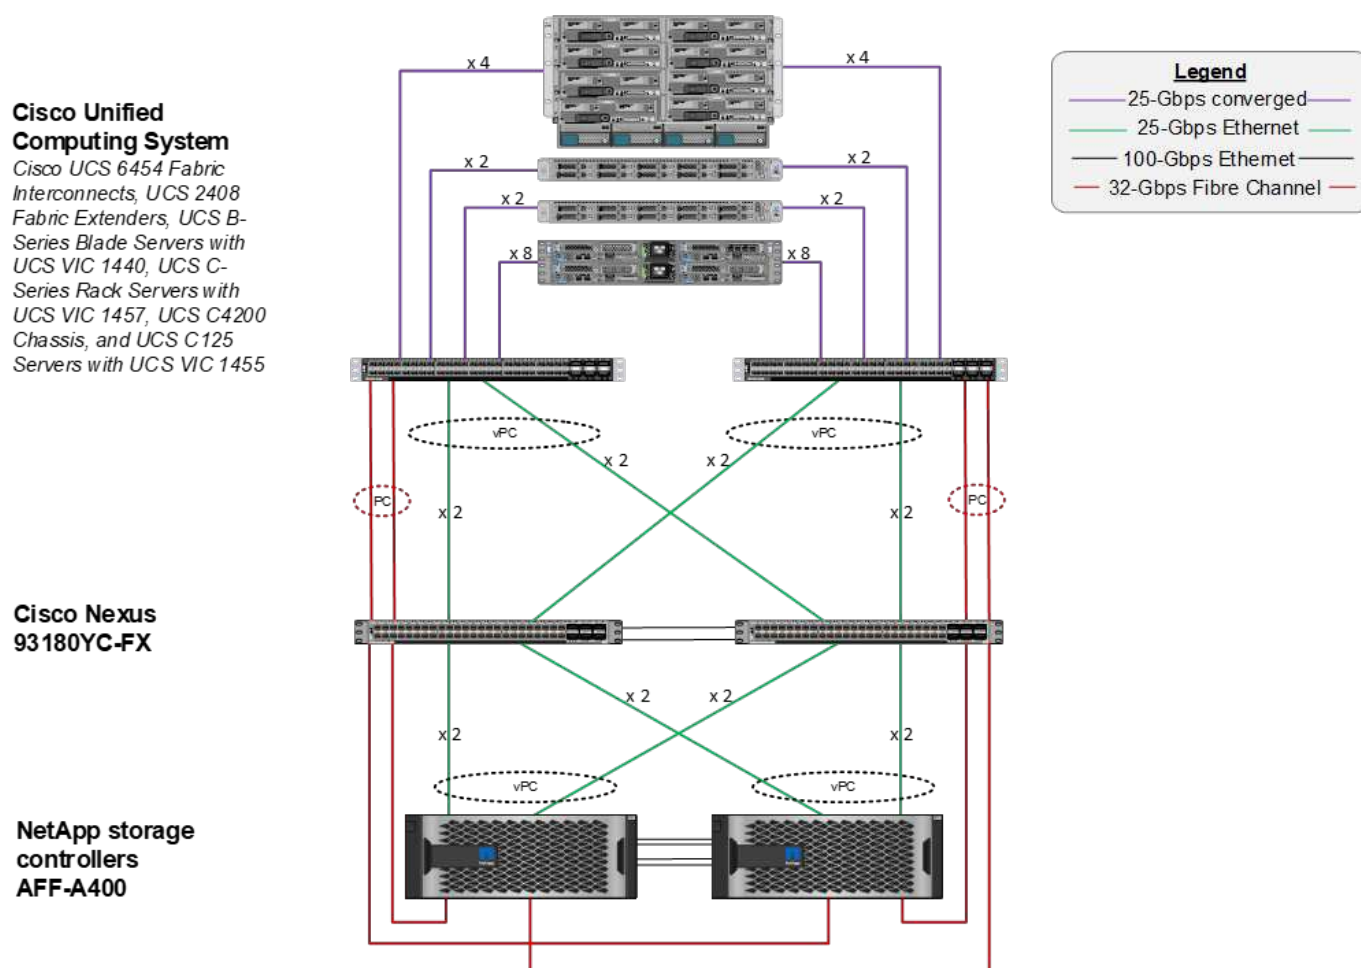 x 4
x 4
Legend
25-Gbps converged
25-Gbps Ethernet
100-Gbps Ethernet
32-Gbps Fibre Channel
Cisco Unified
Computing System
Cisco UCS 6454 Fabric
Interconnects, UCS 2408
Fabric Extenders, UCS B-
Series Blade Servers with
UCS VIC 1440, UCS C-
Series Rack Servers with
UCS VIC 1457, UCS C4200
Chassis, and UCS C125
Servers with UCS VIC 1455
x 2
x 2
x 2
x 2
x 8
x 8
vPC
vPC
x 2
x 2
PC
PC
x 2
x 2
Cisco Nexus
93180YC-FX
x 2
x 2
x 2
x 2
vPC
vPC
NetApp storage
controllers
AFF-A400